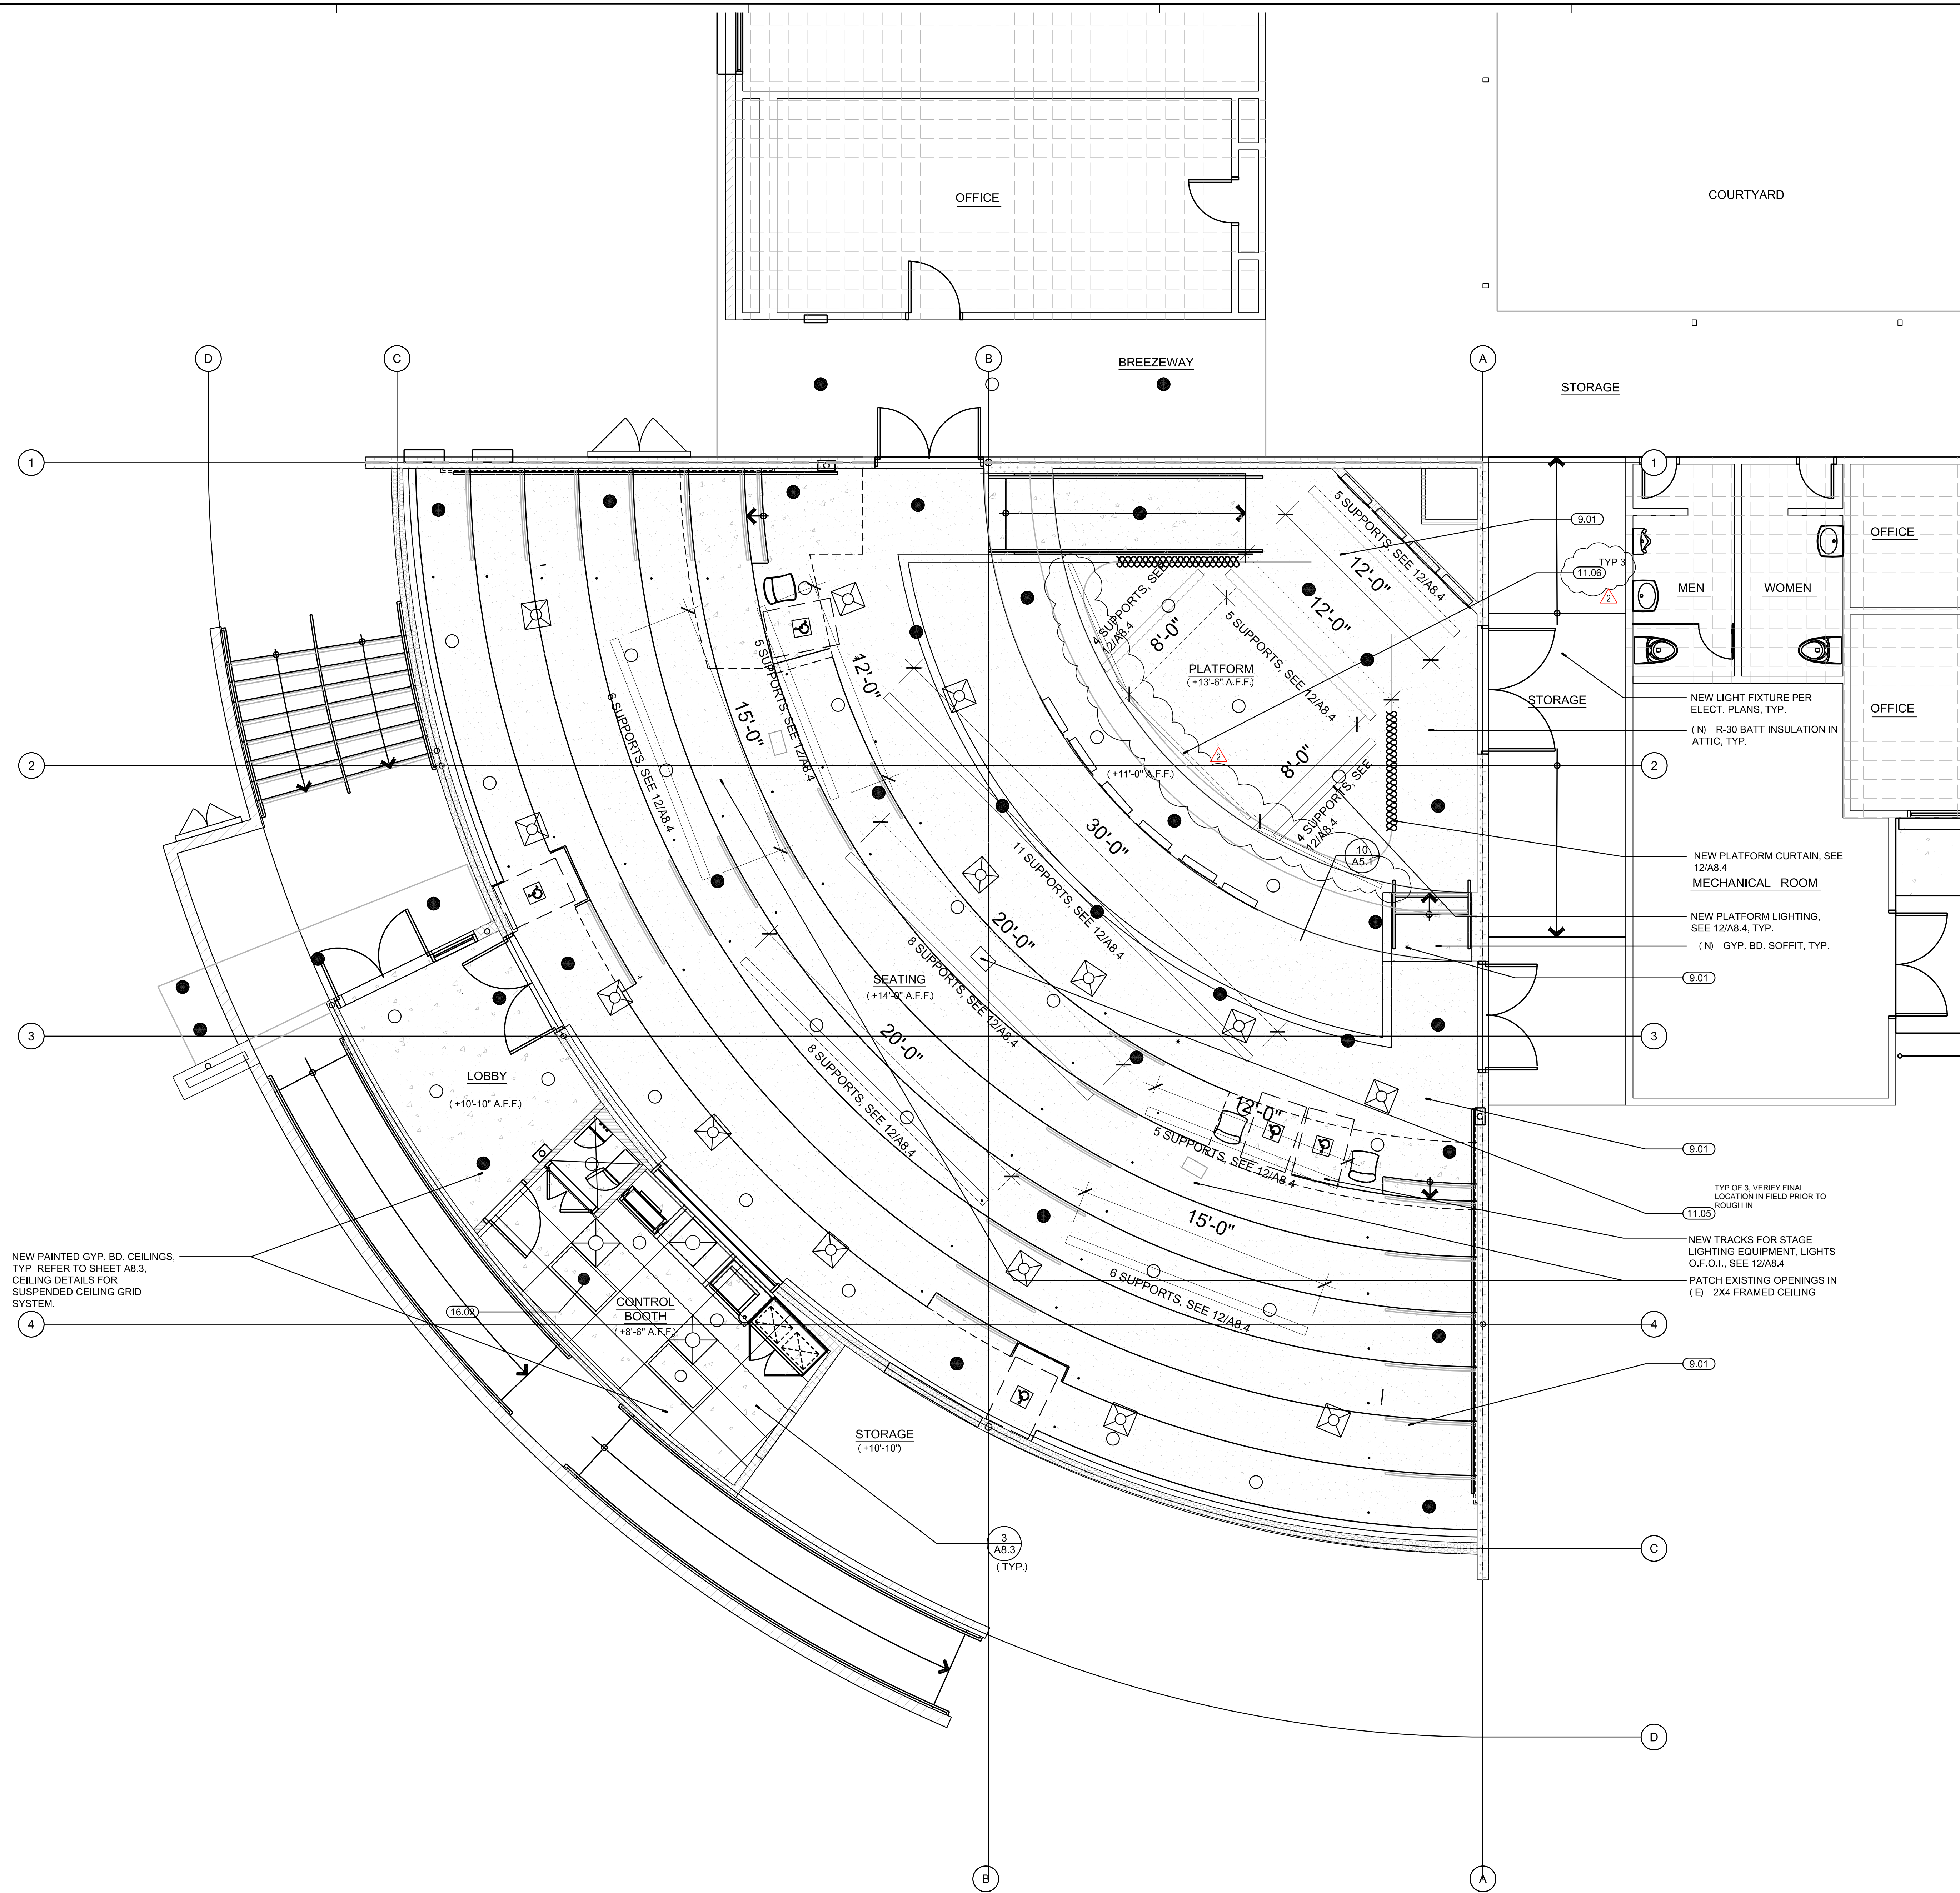 OFFICE
COURTYARD
D
C
B
A
BREEZEWAY
STORAGE
1
1
5 SUPPORTS, SEE 12/A8.4
9.01
OFFICE
TYP 3
11.06
2
12'-0"
MEN
WOMEN
4 SUPPORTS, SEE
12/A8.4
8'-0"
5 SUPPORTS, SEE 12/A8.4
12'-0"
PLATFORM
(+13'-6" A.F.F.)
5 SUPPORTS, SEE 12/A8.4
12'-0"
6 SUPPORTS, SEE 12/A8.4
15'-0"
STORAGE
NEW LIGHT FIXTURE PER
ELECT. PLANS, TYP.
OFFICE
(N) R-30 BATT INSULATION IN
ATTIC, TYP.
2
2
2
(+11'-0" A.F.F.)
8'-0"
4 SUPPORTS, SEE
12/A8.4
30'-0"
11 SUPPORTS, SEE 12/A8.4
10
A5.1
NEW PLATFORM CURTAIN, SEE
12/A8.4
MECHANICAL ROOM
NEW PLATFORM LIGHTING,
SEE 12/A8.4, TYP.
(N) GYP. BD. SOFFIT, TYP.
20'-0"
8 SUPPORTS, SEE 12/A8.4
SEATING
(+14'-0" A.F.F.)
9.01
3
3
20'-0"
8 SUPPORTS, SEE 12/A8.4
LOBBY
(+10'-10" A.F.F.)
12'-0"
5 SUPPORTS, SEE 12/A8.4
9.01
TYP OF 3, VERIFY FINAL
LOCATION IN FIELD PRIOR TO
ROUGH IN
11.05
15'-0"
6 SUPPORTS, SEE 12/A8.4
NEW TRACKS FOR STAGE
LIGHTING EQUIPMENT, LIGHTS
O.F.O.I., SEE 12/A8.4
PATCH EXISTING OPENINGS IN
(E) 2X4 FRAMED CEILING
NEW PAINTED GYP. BD. CEILINGS,
TYP REFER TO SHEET A8.3,
CEILING DETAILS FOR
SUSPENDED CEILING GRID
SYSTEM.
16.02
CONTROL
BOOTH
(+8'-6" A.F.F.)
4
4
9.01
STORAGE
(+10'-10")
3
A8.3
(TYP.)
C
D
B
A